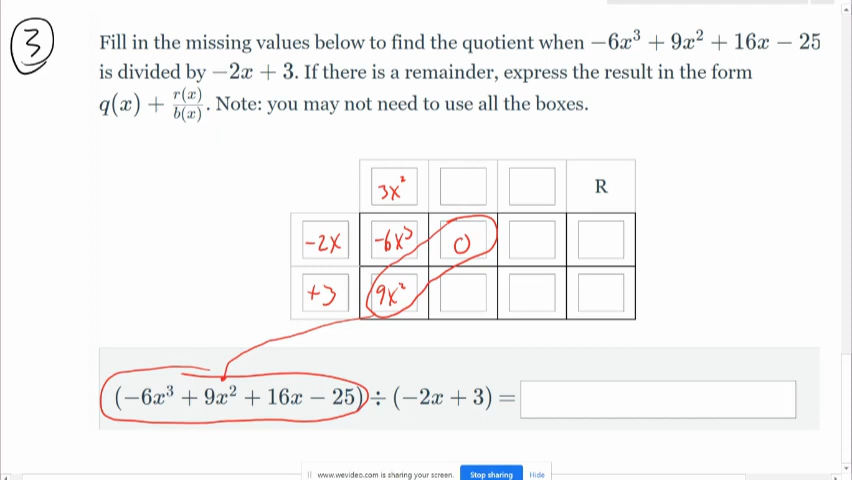 3
Fill in the missing values below to find the quotient when −6x³ + 9x² + 16x − 25
is divided by −2x + 3. If there is a remainder, express the result in the form
q(x) + r(x)/b(x). Note: you may not need to use all the boxes.
3x² R
-2x -6x³ 0
+3 9x²
(−6x³ + 9x² + 16x − 25) ÷ (−2x + 3) =
www.wevideo.com is sharing your screen. Stop sharing Hide